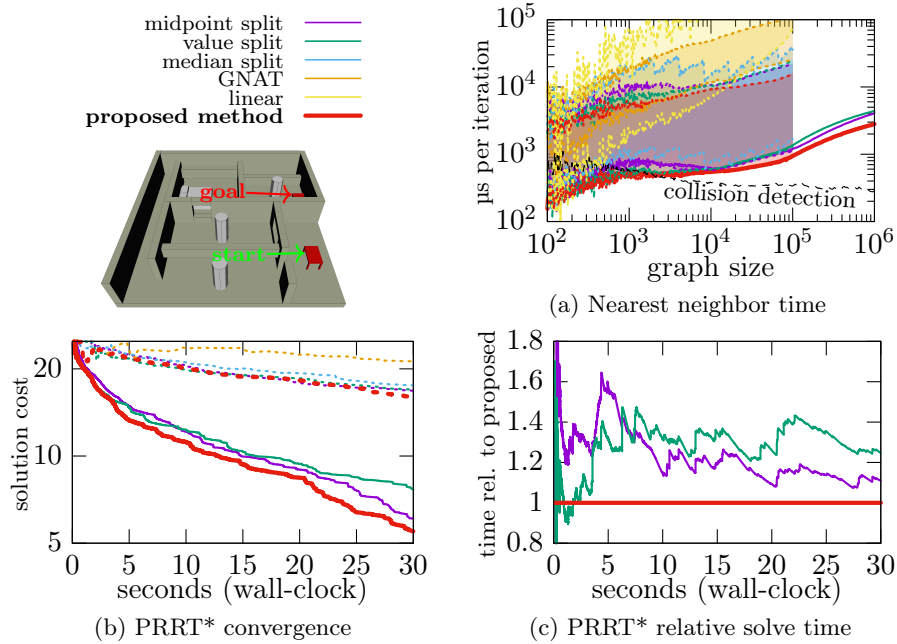 midpoint split
value split
median split
GNAT
linear
proposed method
goal
start
µs per iteration
10^5
10^4
10^3
10^2
collision detection
10^2 10^3 10^4 10^5 10^6
graph size
(a) Nearest neighbor time
solution cost
20
10
5
0 5 10 15 20 25 30
seconds (wall-clock)
(b) PRRT* convergence
time rel. to proposed
1.8
1.6
1.4
1.2
1
0.8
0 5 10 15 20 25 30
seconds (wall-clock)
(c) PRRT* relative solve time